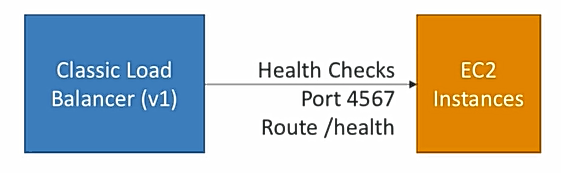 Classic Load
Balancer (v1)
Health Checks
Port 4567
Route /health
EC2
Instances